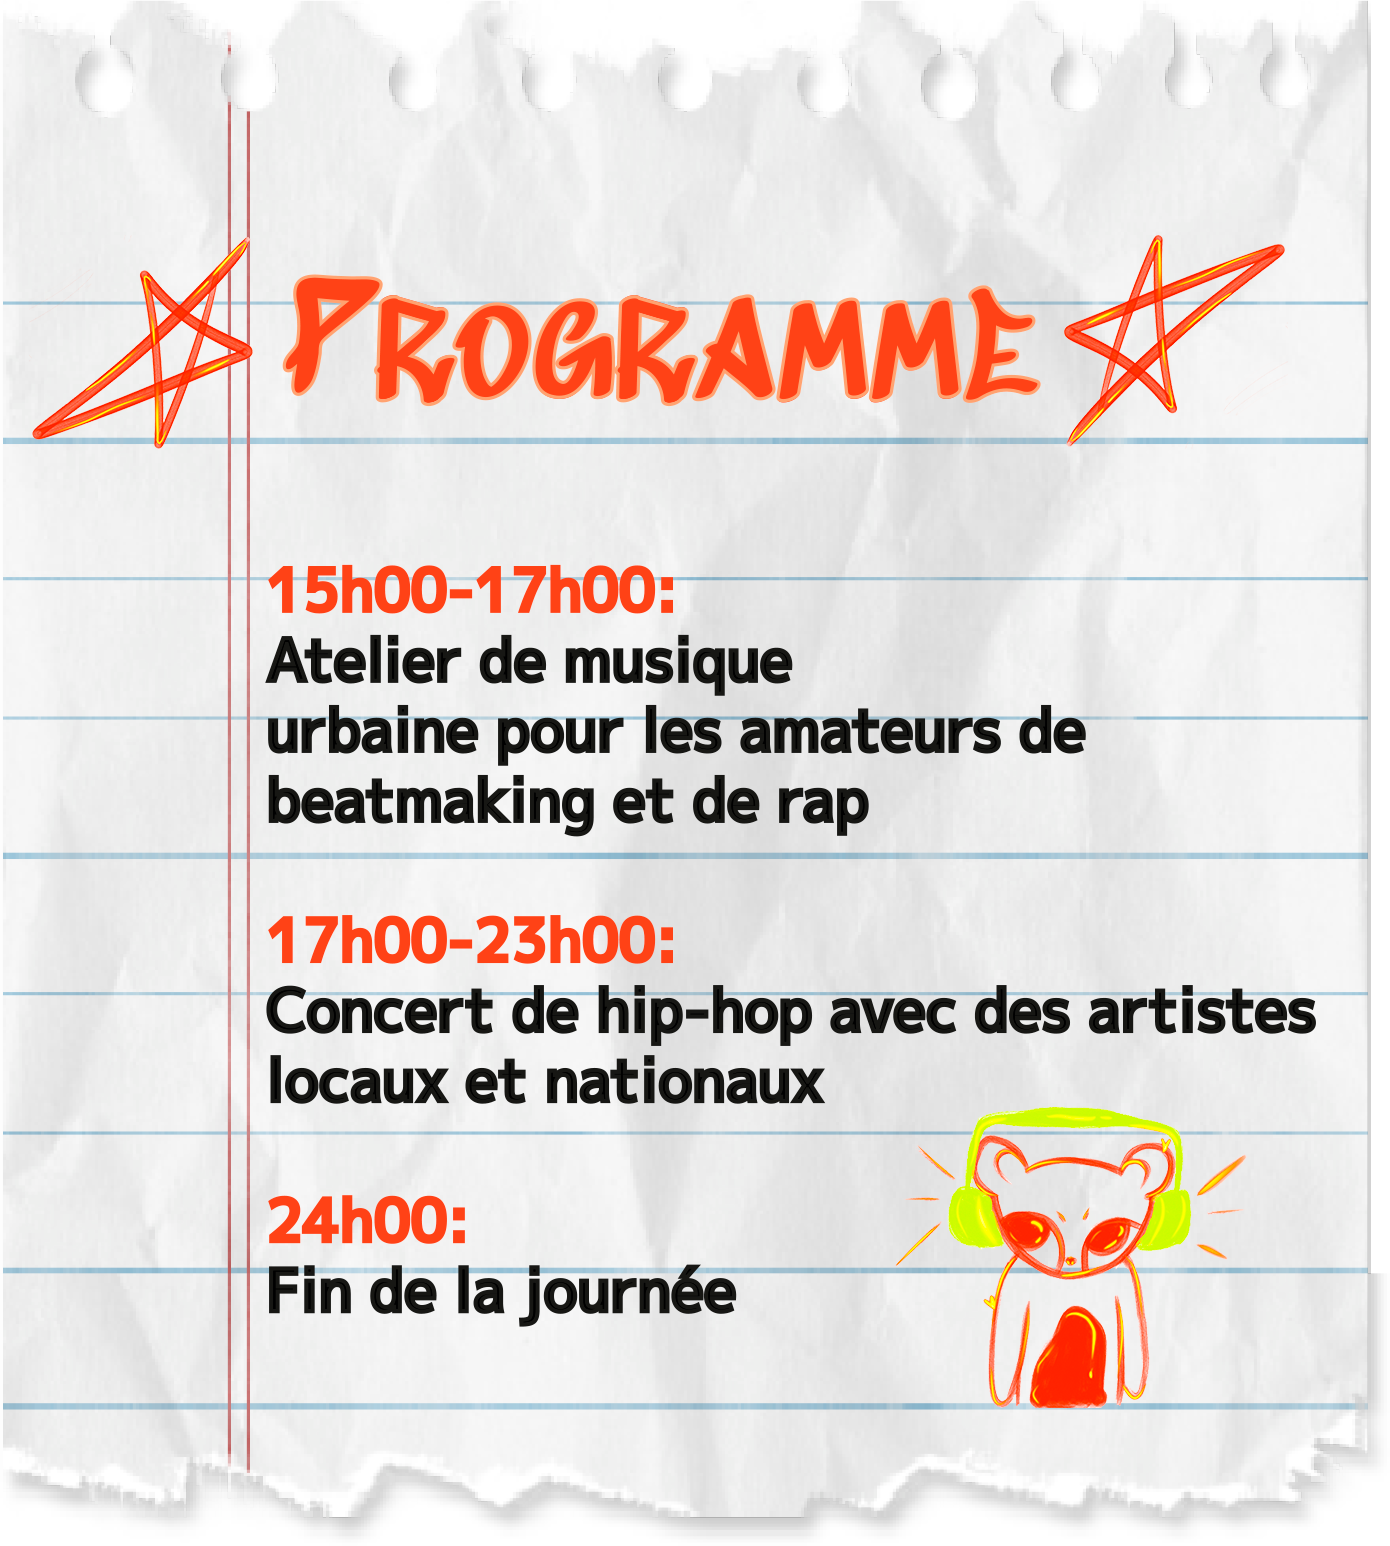 PROGRAMME
15h00-17h00:
Atelier de musique
urbaine pour les amateurs de
beatmaking et de rap
17h00-23h00:
Concert de hip-hop avec des artistes
locaux et nationaux
24h00:
Fin de la journée